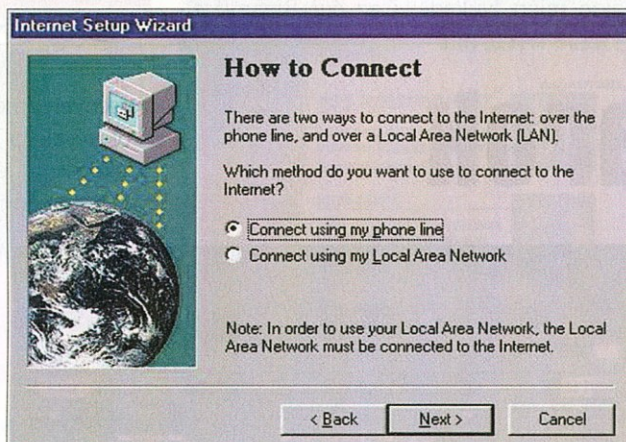 Internet Setup Wizard
How to Connect
There are two ways to connect to the Internet: over the
phone line, and over a Local Area Network (LAN).
Which method do you want to use to connect to the
Internet?
Connect using my phone line
Connect using my Local Area Network
Note: In order to use your Local Area Network, the Local
Area Network must be connected to the Internet.
< Back
Next >
Cancel